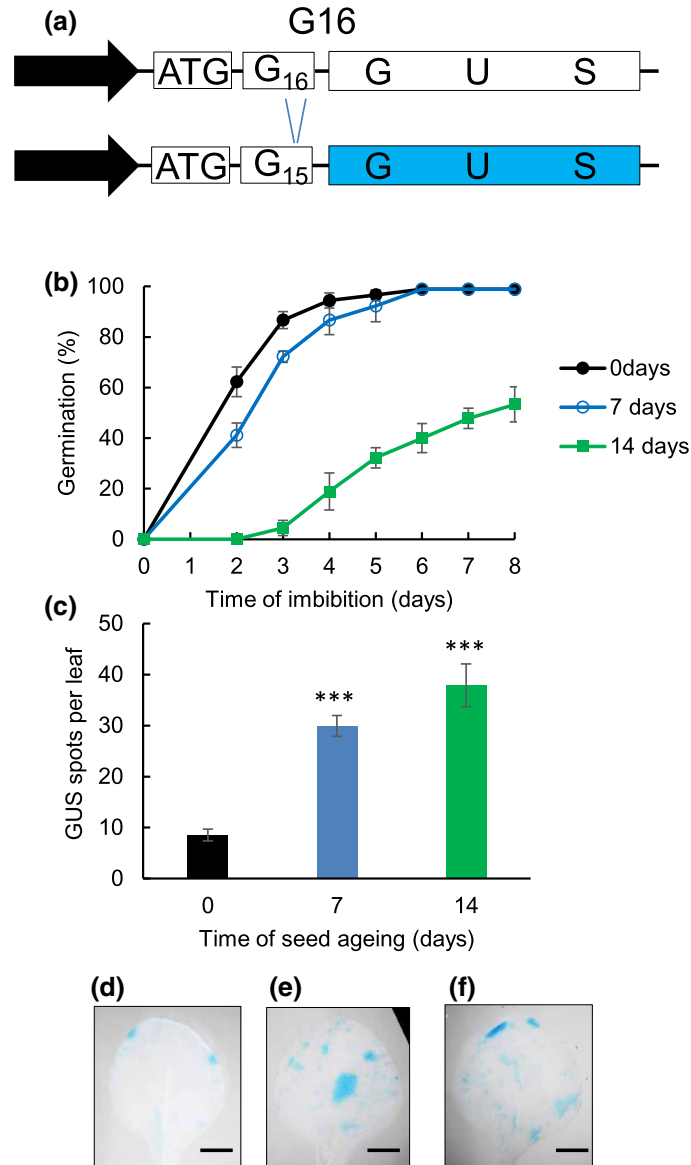 (a)
G16
ATG G16 G U S
ATG G15 G U S
(b)
100
80
60
40
20
0
0 1 2 3 4 5 6 7 8
Germination (%)
Time of imbibition (days)
0days
7 days
14 days
(c)
50
40
30
20
10
0
***
***
GUS spots per leaf
0 7 14
Time of seed ageing (days)
(d) (e) (f)